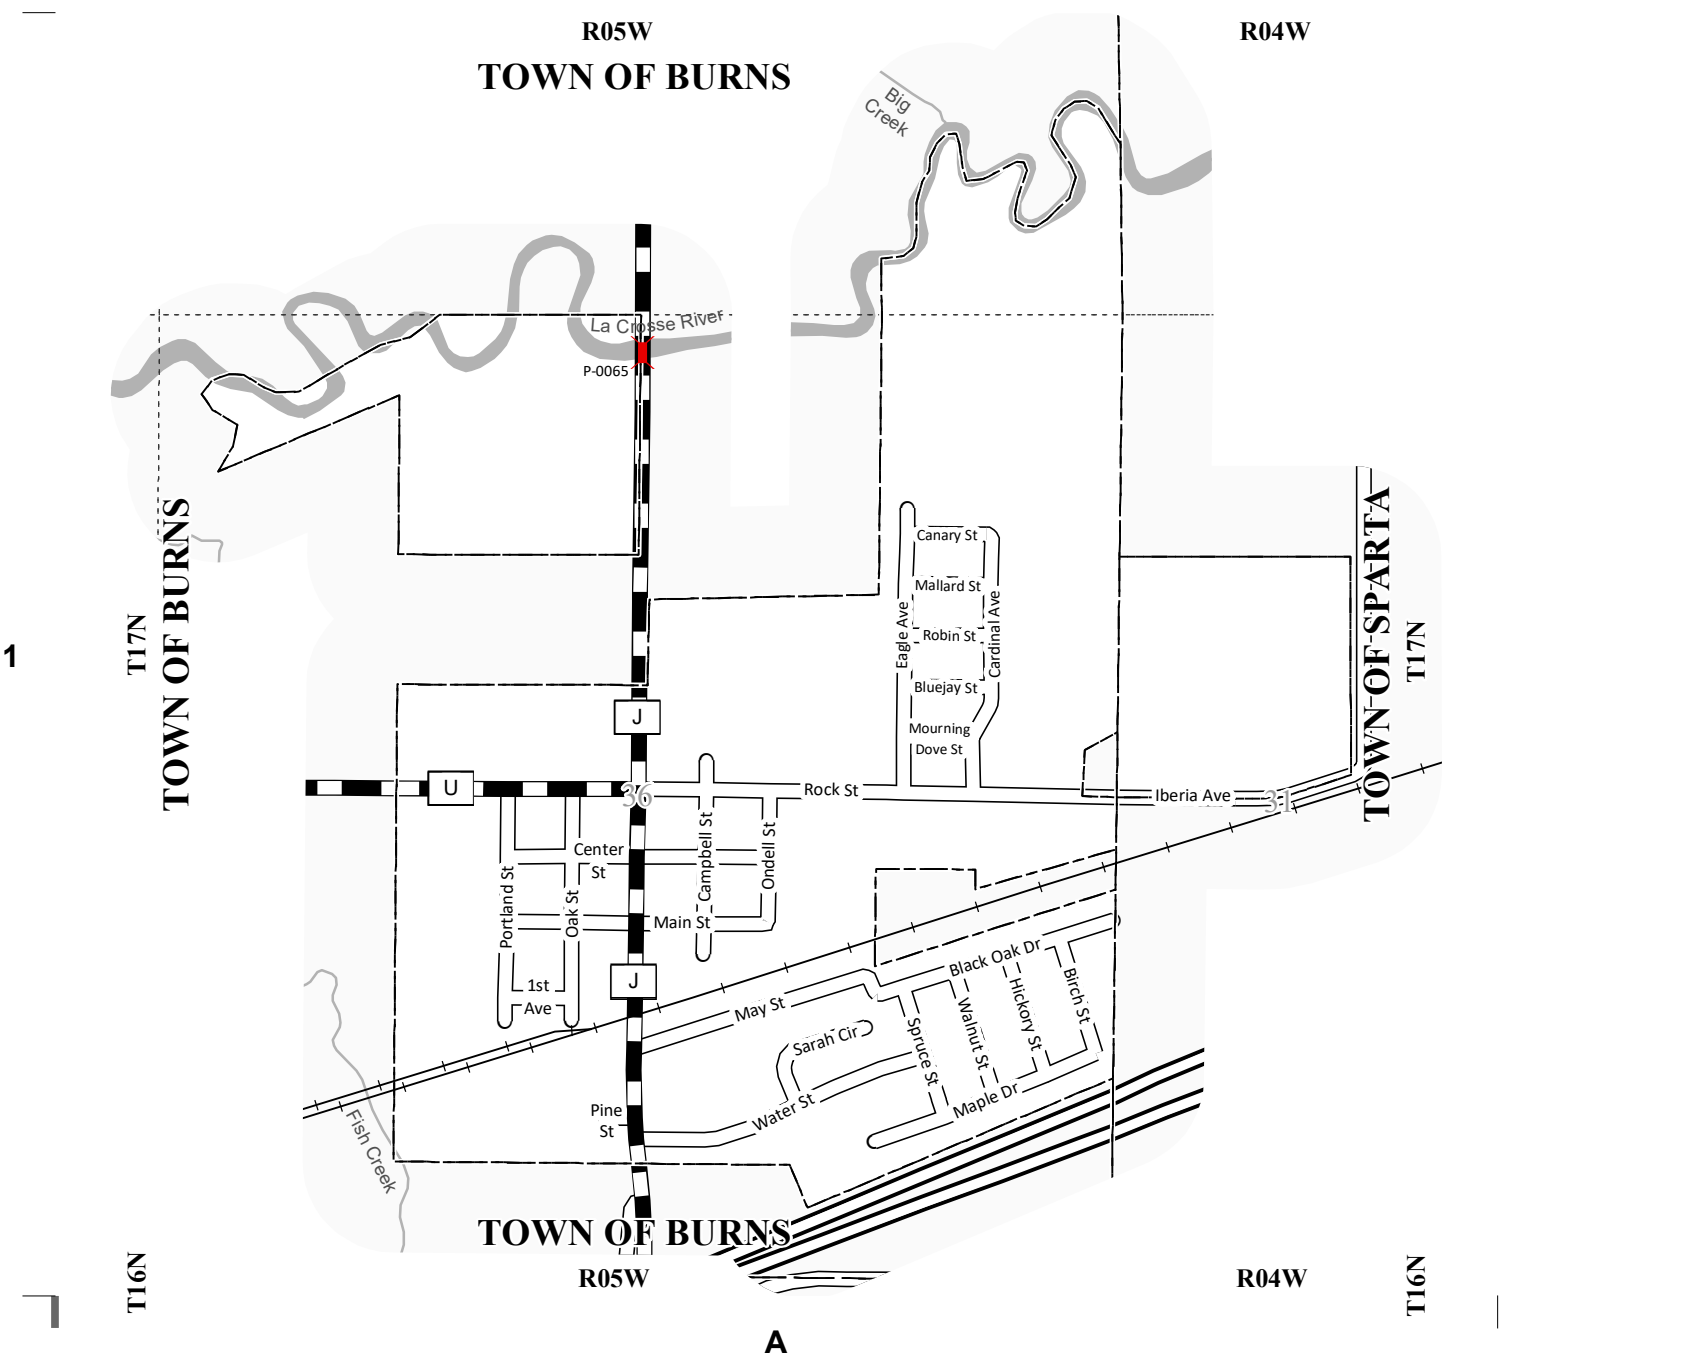 R05W
R04W
TOWN OF BURNS
Big
Creek
La Crosse River
P-0065
TOWN OF BURNS
T17N
1
TOWN OF SPARTA
T17N
Canary St
Mallard St
Eagle Ave
Robin St
Cardinal Ave
Bluejay St
Mourning
Dove St
J
U
36
Rock St
Iberia Ave
31
Center
St
Campbell St
Ondell St
Portland St
Oak St
Main St
J
1st
Ave
May St
Black Oak Dr
Birch St
Hickory St
Walnut St
Spruce St
Sarah Cir
Water St
Maple Dr
Pine
St
Fish Creek
TOWN OF BURNS
R05W
R04W
T16N
T16N
A